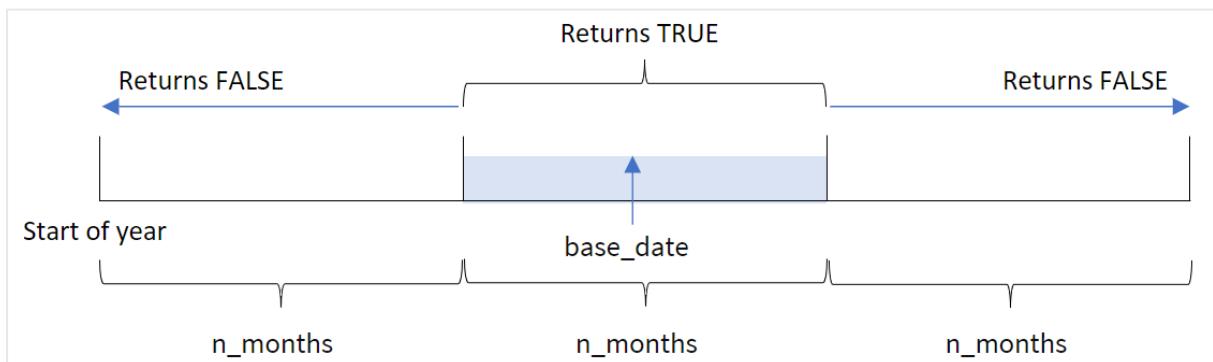 Returns TRUE
Returns FALSE
Returns FALSE
Start of year
base_date
n_months
n_months
n_months